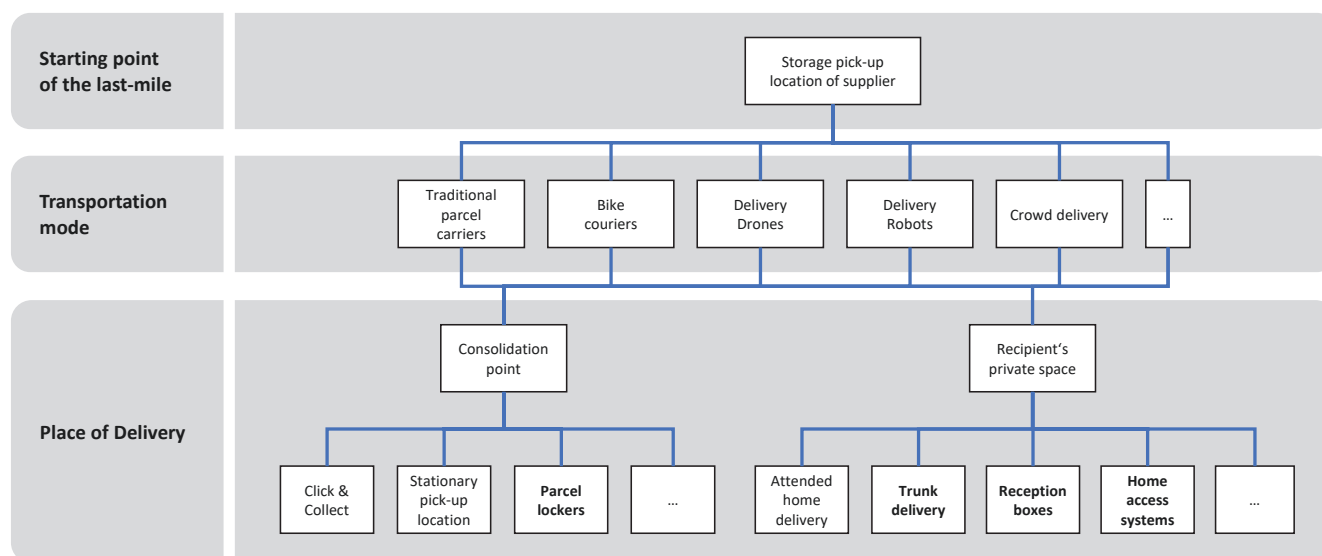 Starting point
of the last-mile
Storage pick-up
location of supplier
Transportation
mode
Traditional
parcel
carriers
Bike
couriers
Delivery
Drones
Delivery
Robots
Crowd delivery
...
Place of Delivery
Consolidation
point
Recipient‘s
private space
Click &
Collect
Stationary
pick-up
location
Parcel
lockers
...
Attended
home
delivery
Trunk
delivery
Reception
boxes
Home
access
systems
...